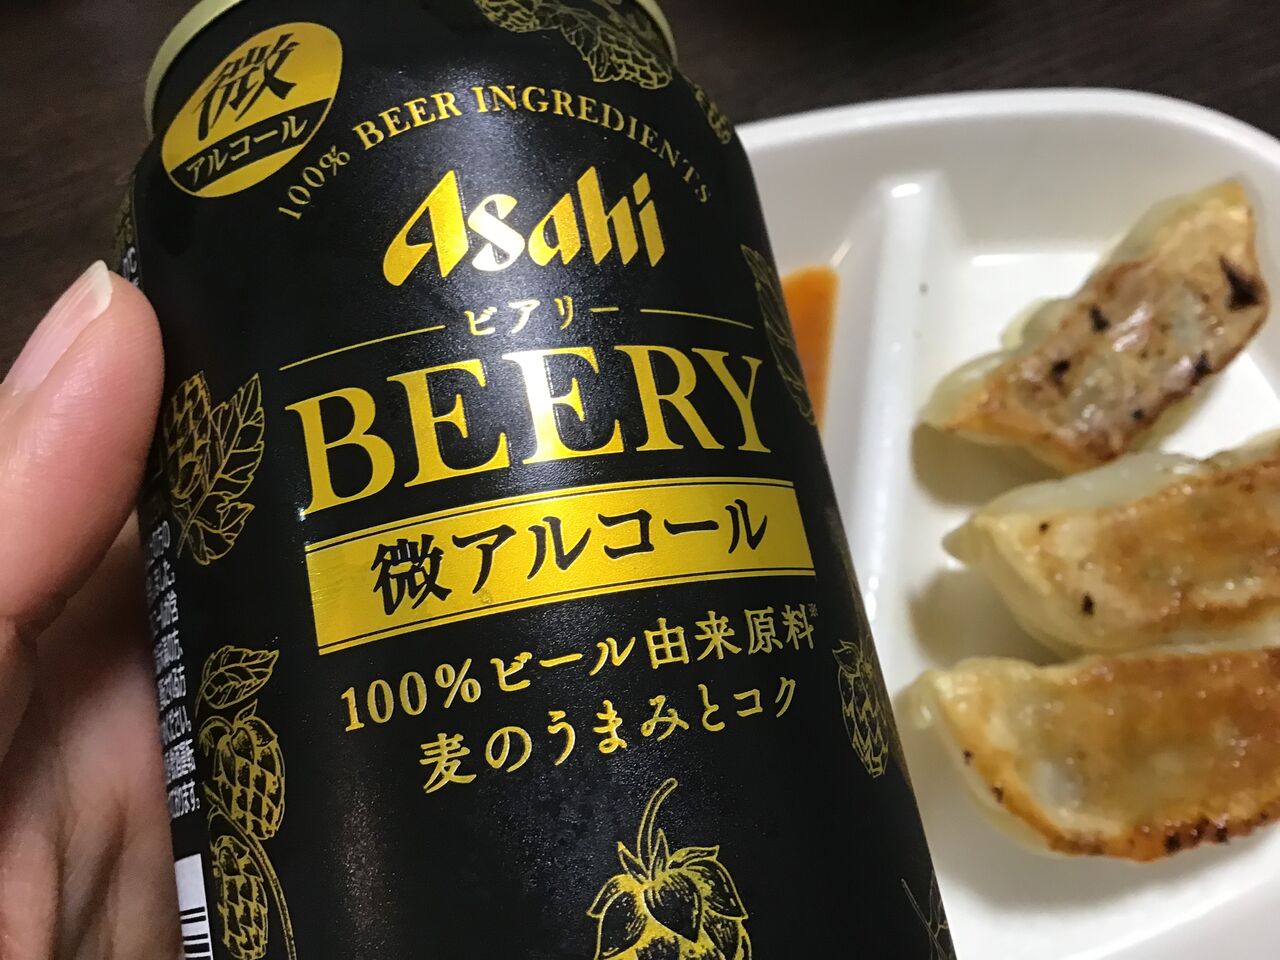 微
アルコール
100% BEER INGREDIENTS
Asahi
ビアリー
BEERY
微アルコール
100%ビール由来原料※
麦のうまみとコク